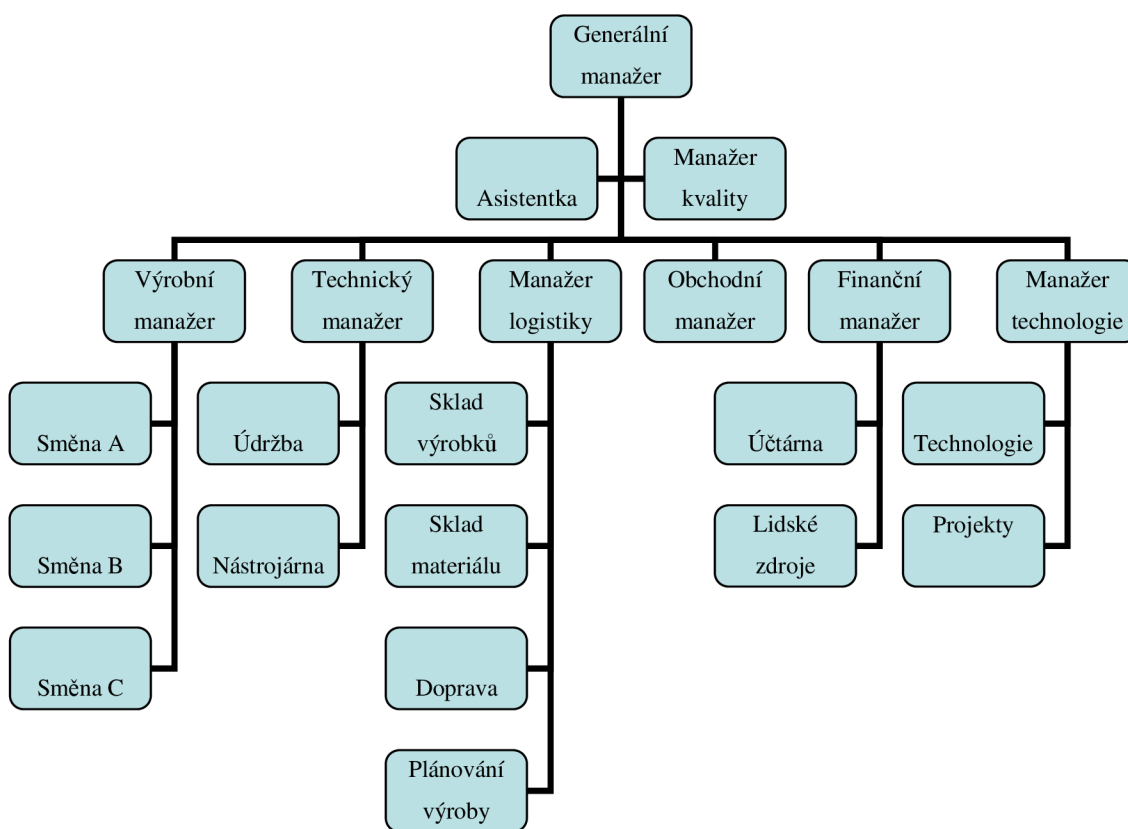 Generální
manažer
Asistentka
Manažer
kvality
Výrobní
manažer
Technický
manažer
Manažer
logistiky
Obchodní
manažer
Finanční
manažer
Manažer
technologie
Směna A
Údržba
Sklad
výrobků
Účtárna
Technologie
Směna B
Nástrojárna
Sklad
materiálu
Lidské
zdroje
Projekty
Směna C
Doprava
Plánování
výroby